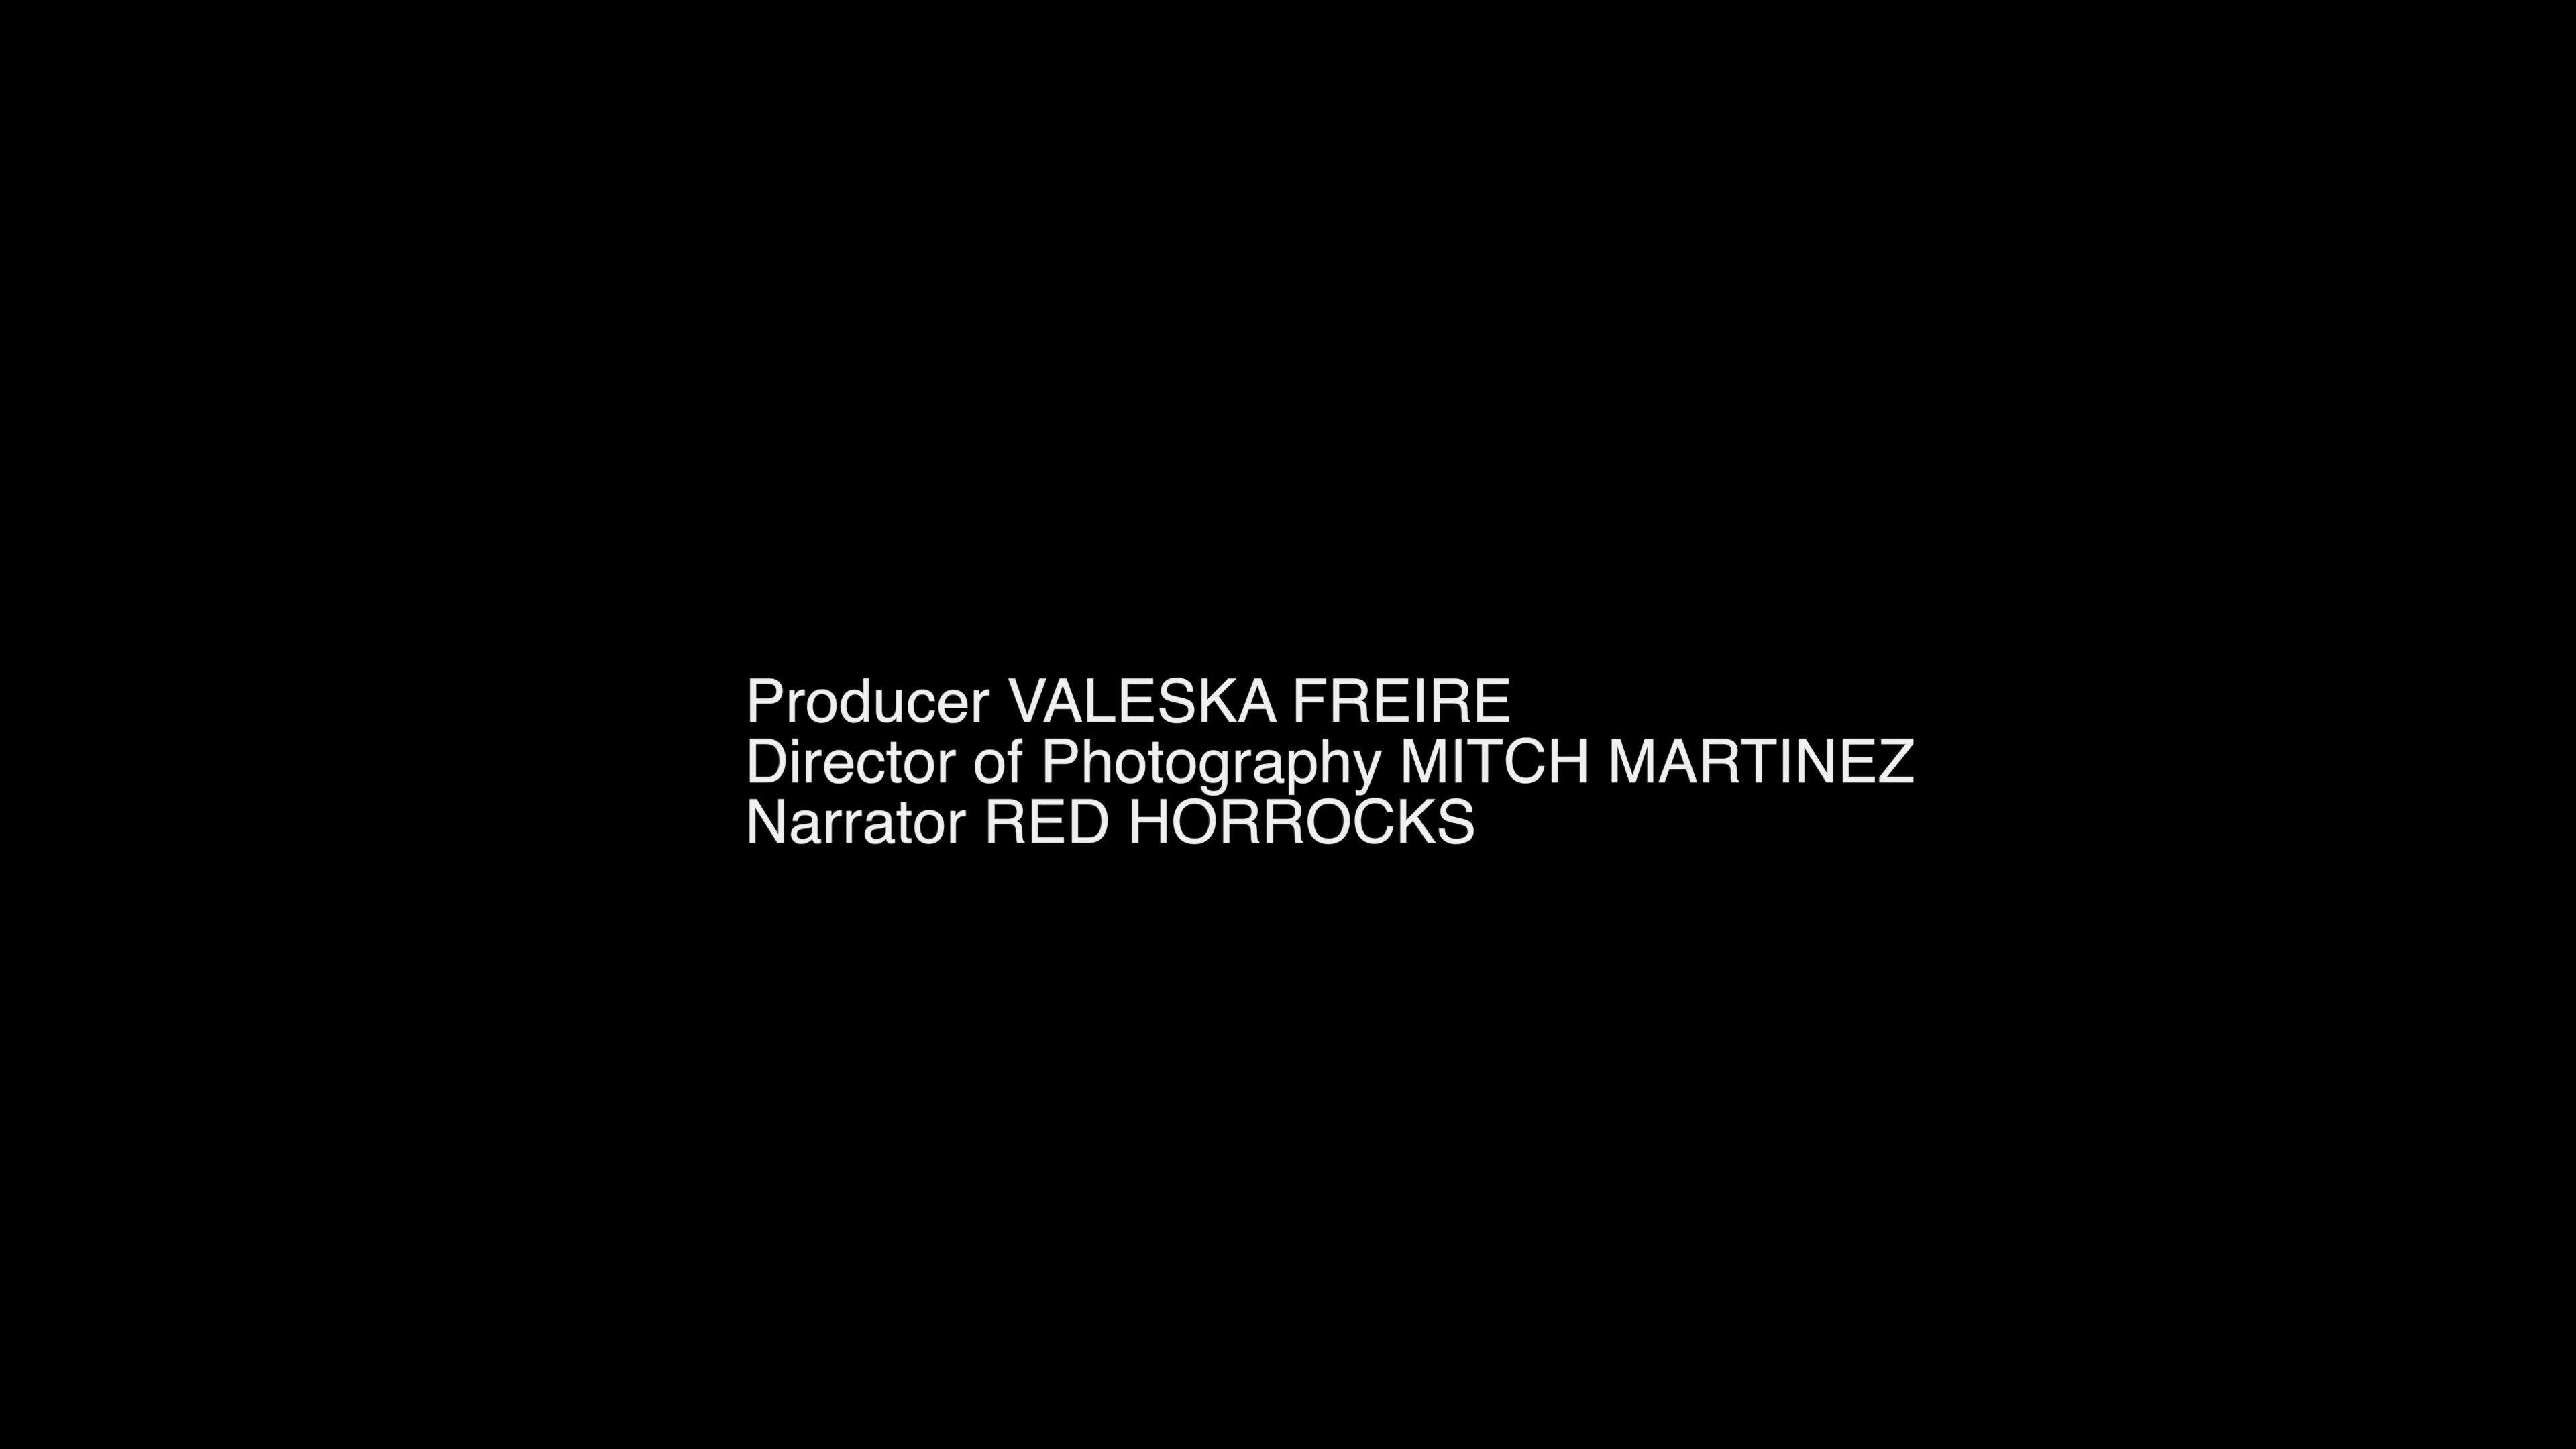 Producer VALESKA FREIRE
Director of Photography MITCH MARTINEZ
Narrator RED HORROCKS